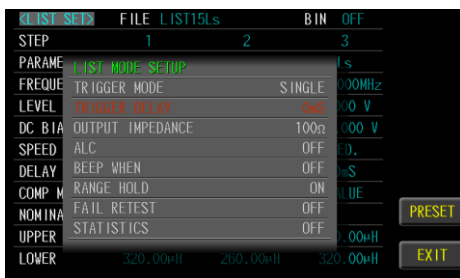 <LIST SET> FILE LIST15Ls BIN OFF
STEP 1 2 3
PARAME Ls
LIST MODE SETUP
FREQUE 000MHz
TRIGGER MODE SINGLE
LEVEL 000 V
TRIGGER DELAY 5mS
DC BIA .000 V
OUTPUT IMPEDANCE 100Ω
SPEED ED.
ALC OFF
DELAY mS
BEEP WHEN OFF
COMP M LUE
RANGE HOLD ON
NOMINA
FAIL RETEST OFF
PRESET
UPPER .00μH
STATISTICS OFF
LOWER 320.00μH 260.00μH 320.00μH
EXIT